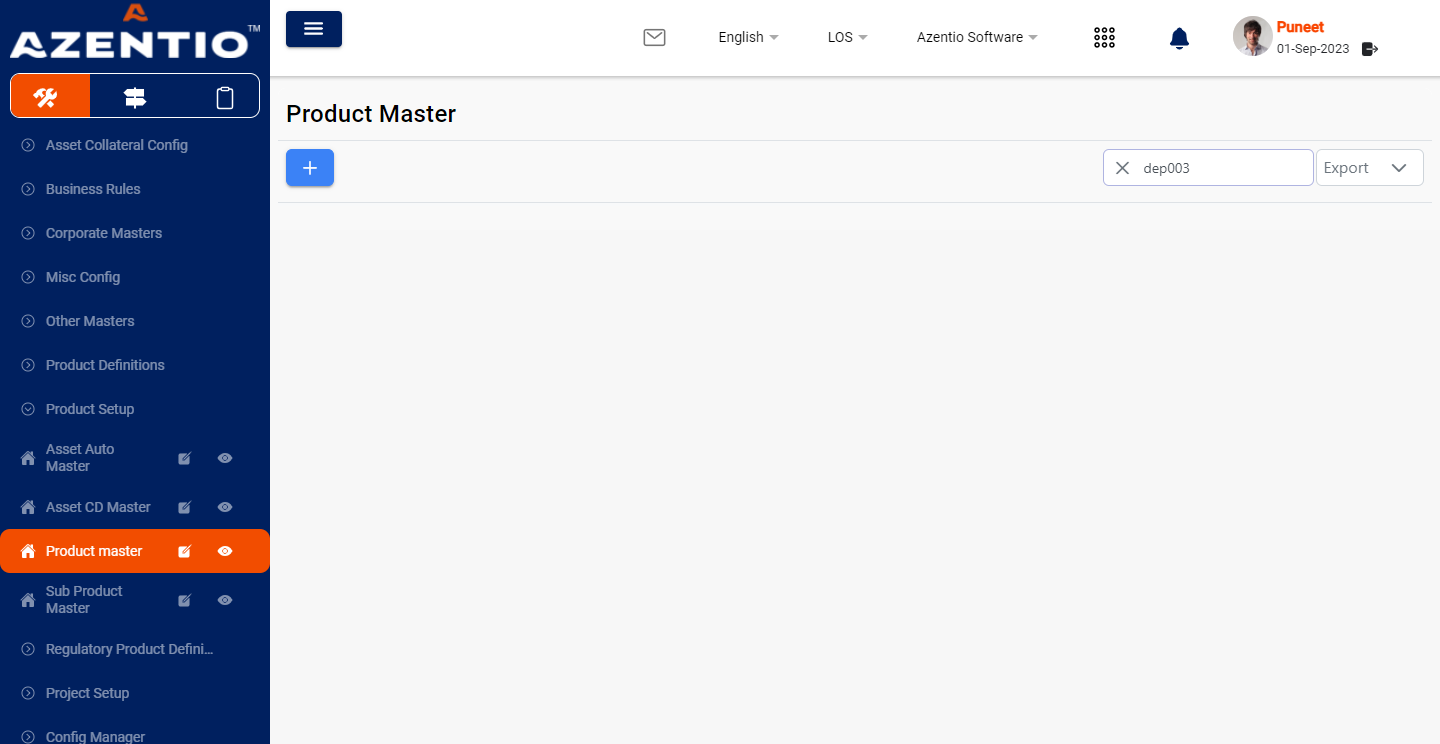 AZENTIO™
English
LOS
Azentio Software
Puneet
01-Sep-2023
Product Master
dep003
Export
Asset Collateral Config
Business Rules
Corporate Masters
Misc Config
Other Masters
Product Definitions
Product Setup
Asset Auto
Master
Asset CD Master
Product master
Sub Product
Master
Regulatory Product Defini...
Project Setup
Config Manager